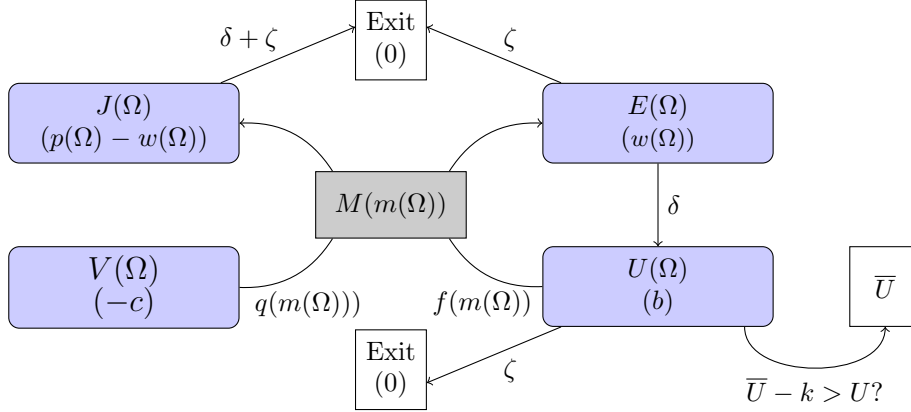 Exit
(0)
δ + ζ
ζ
J(Ω)
(p(Ω) − w(Ω))
E(Ω)
(w(Ω))
M(m(Ω))
δ
V(Ω)
(−c)
q(m(Ω)))
f(m(Ω))
U(Ω)
(b)
U̅
Exit
(0)
ζ
U̅ − k > U?